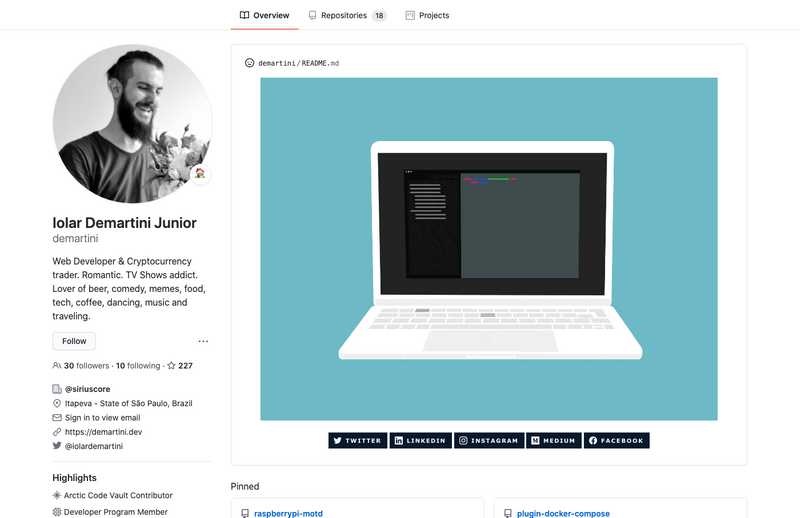 Overview
Repositories 18
Projects
demartini/README.md
Iolar Demartini Junior
demartini
Web Developer & Cryptocurrency
trader. Romantic. TV Shows addict.
Lover of beer, comedy, memes, food,
tech, coffee, dancing, music and
traveling.
Follow
30 followers · 10 following · 227
@siriuscore
Itapeva - State of São Paulo, Brazil
Sign in to view email
https://demartini.dev
@iolardemartini
Highlights
Arctic Code Vault Contributor
Developer Program Member
TWITTER
LINKEDIN
INSTAGRAM
MEDIUM
FACEBOOK
Pinned
raspberrypi-motd
plugin-docker-compose